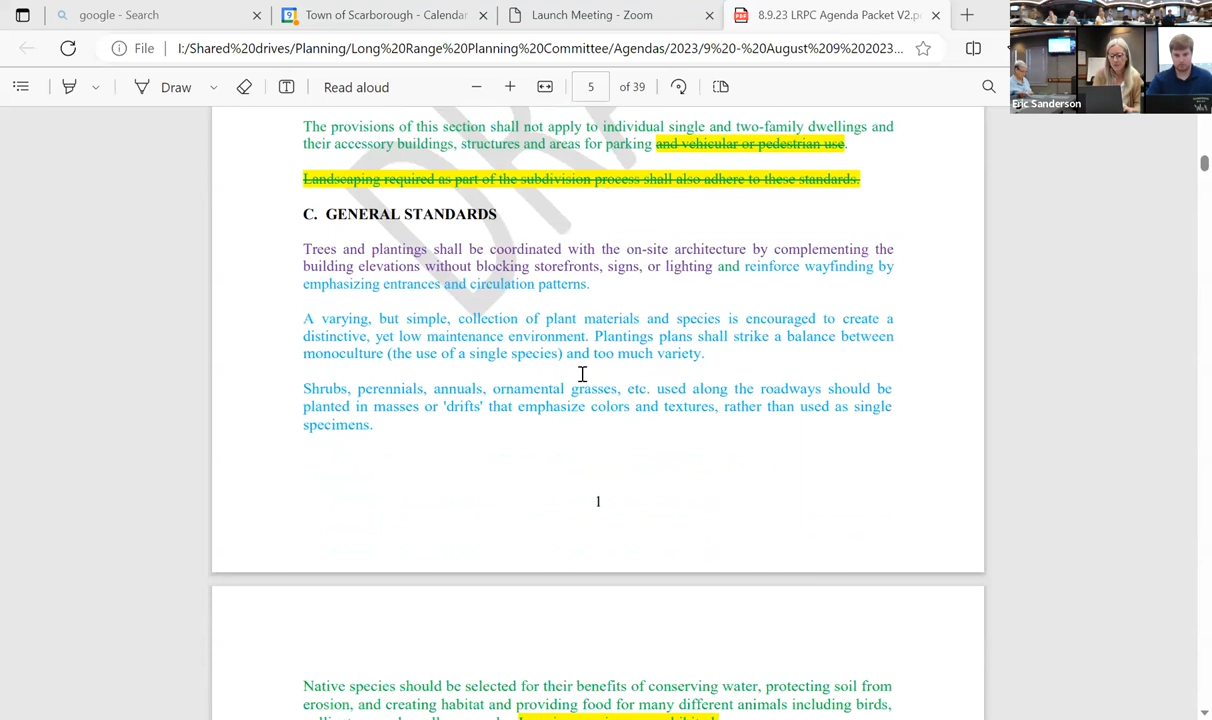 google - Search
Town of Scarborough - Calendar
Launch Meeting - Zoom
8.9.23 LRPC Agenda Packet V2.p
File
I:/Shared%20drives/Planning/Long%20Range%20Planning%20Committee/Agendas/2023/9%20-%20August%209%202023...
Draw
Read aloud
5 of 39
Eric Sanderson
DRA
The provisions of this section shall not apply to individual single and two-family dwellings and
their accessory buildings, structures and areas for parking and vehicular or pedestrian use.
Landscaping required as part of the subdivision process shall also adhere to these standards.
C. GENERAL STANDARDS
Trees and plantings shall be coordinated with the on-site architecture by complementing the
building elevations without blocking storefronts, signs, or lighting and reinforce wayfinding by
emphasizing entrances and circulation patterns.
A varying, but simple, collection of plant materials and species is encouraged to create a
distinctive, yet low maintenance environment. Plantings plans shall strike a balance between
monoculture (the use of a single species) and too much variety.
Shrubs, perennials, annuals, ornamental grasses, etc. used along the roadways should be
planted in masses or 'drifts' that emphasize colors and textures, rather than used as single
specimens.
1
Native species should be selected for their benefits of conserving water, protecting soil from
erosion, and creating habitat and providing food for many different animals including birds,